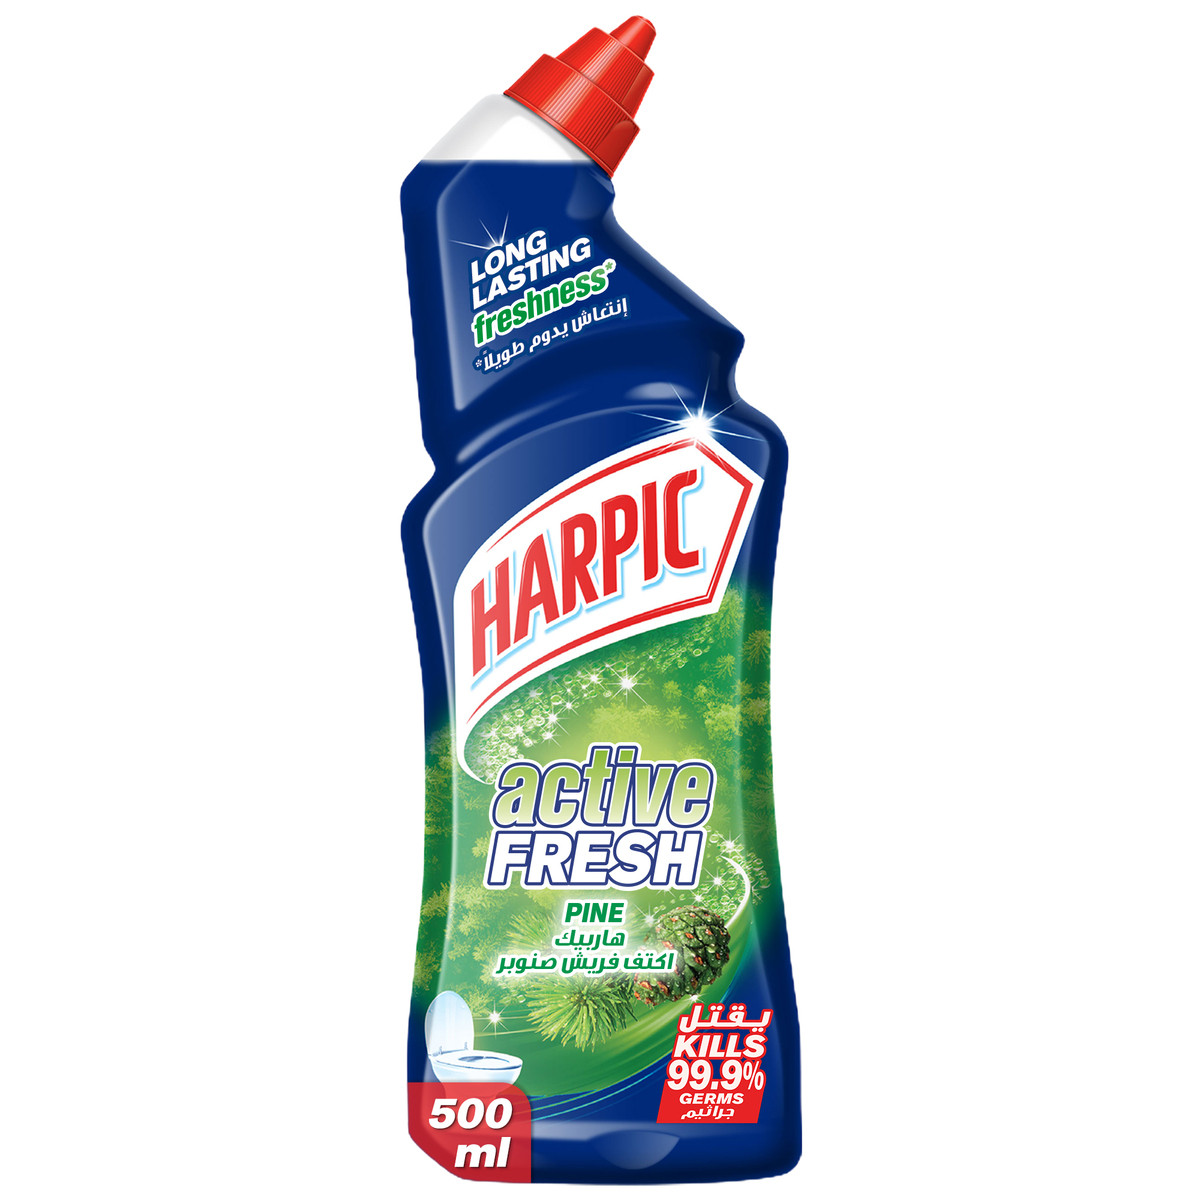 LONG
LASTING
freshness*
إنتعاش يدوم طويلاً*
HARPIC
active
FRESH
PINE
هاربيك
اكتف فريش صنوبر
يقتل
KILLS
99.9%
GERMS
جراثيم
500
ml